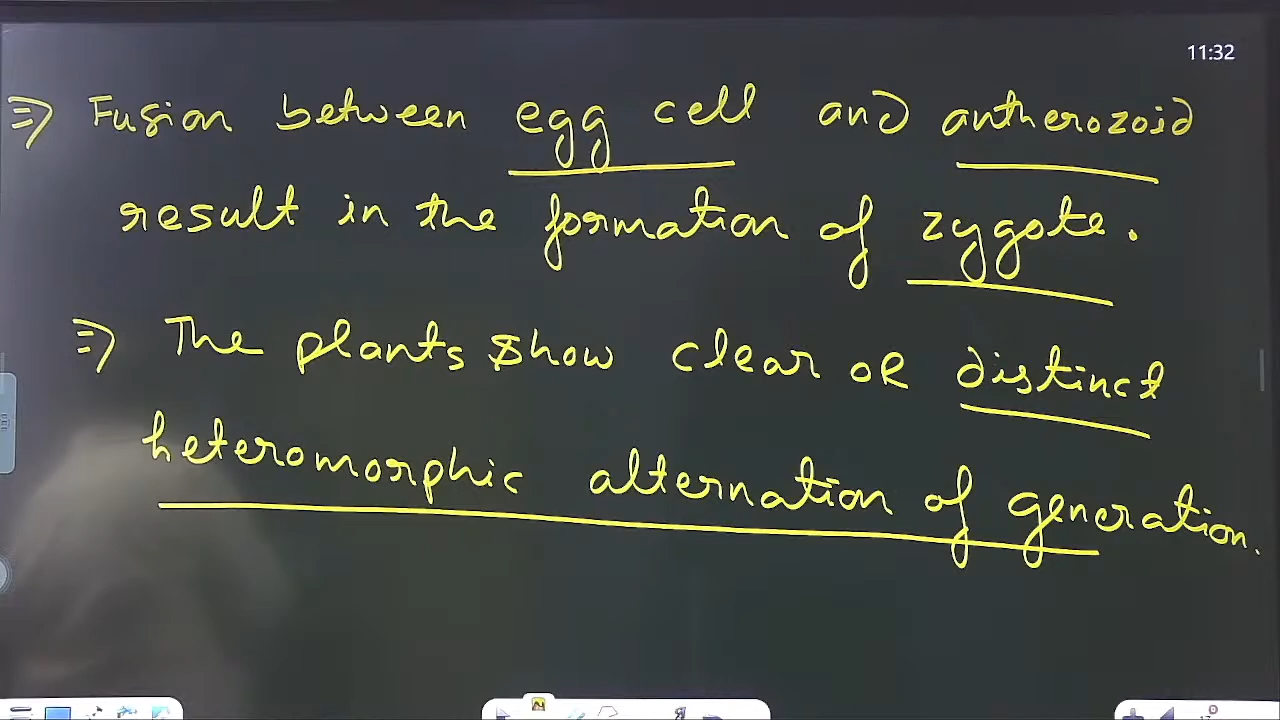 11:32
⇒ Fusion between egg cell and antherozoid
result in the formation of zygote.
⇒ The plants show clear or distinct
heteromorphic alternation of generation.